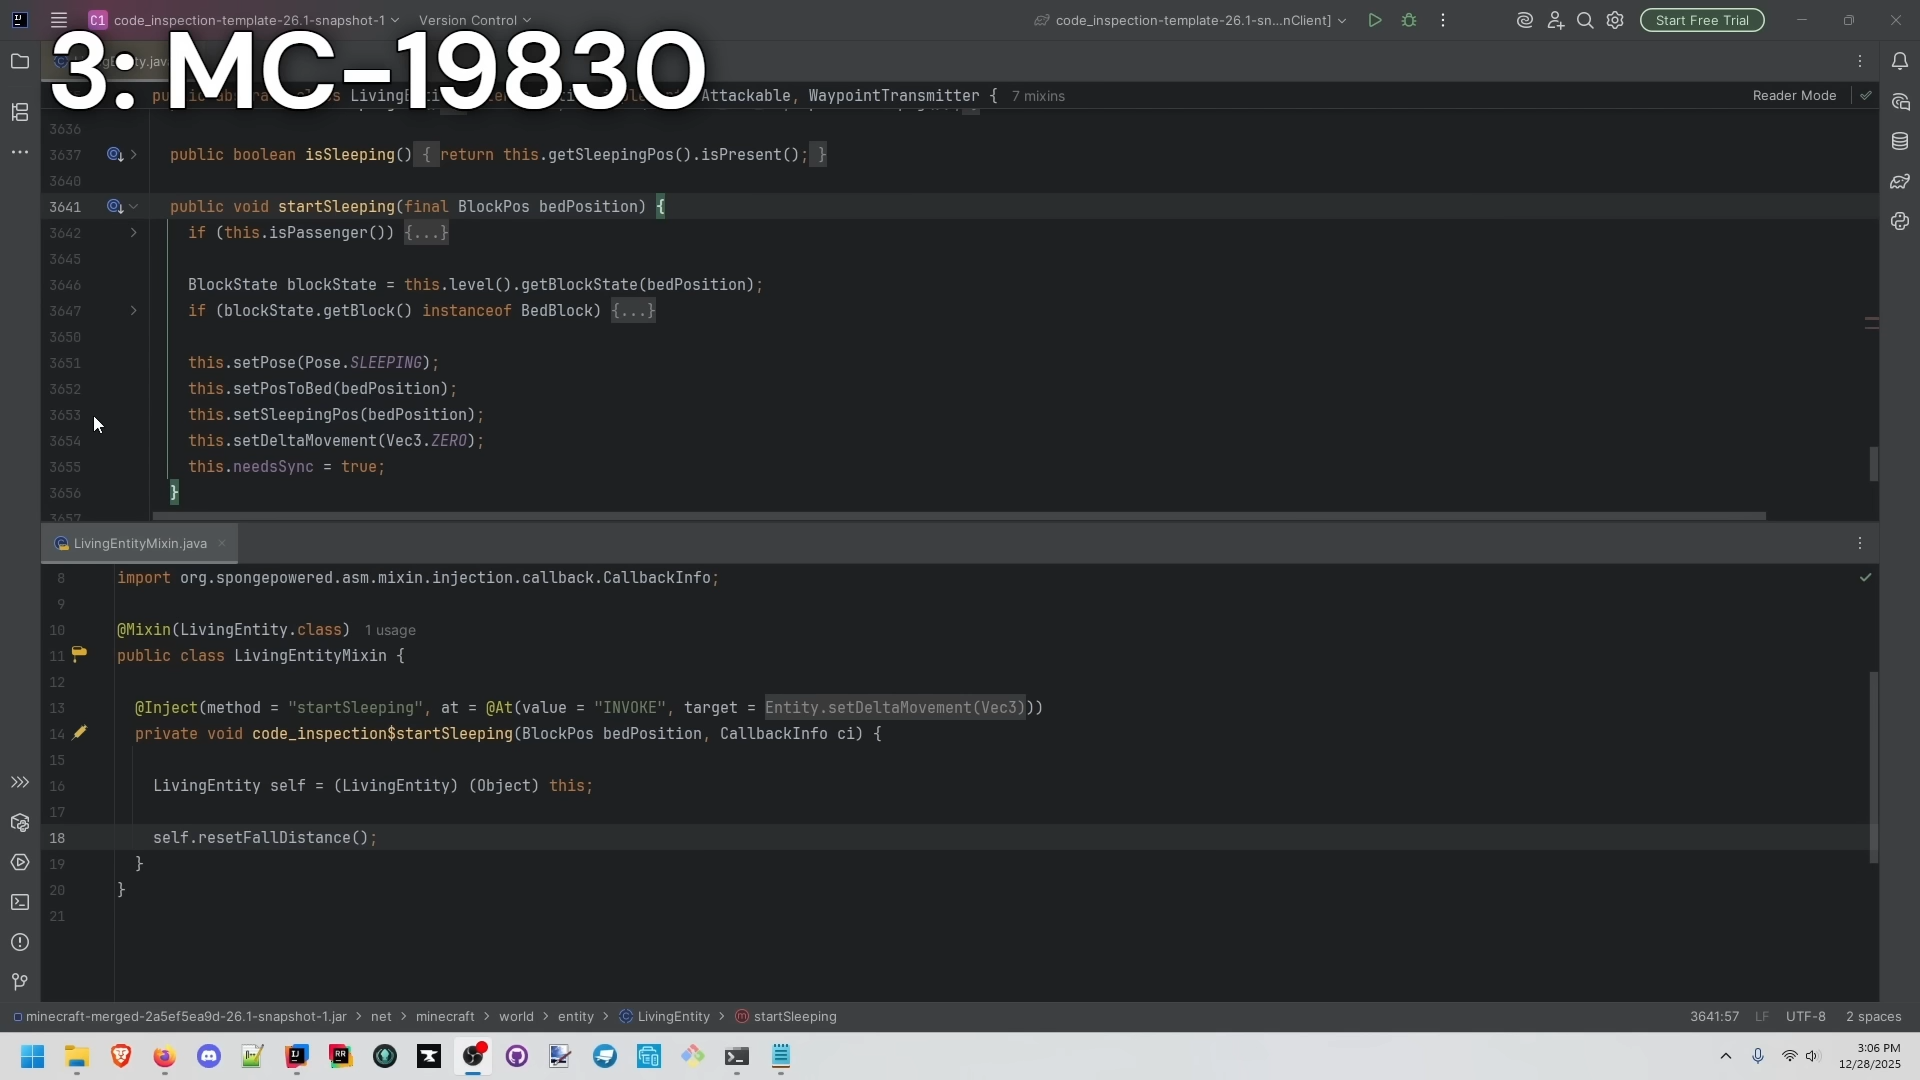 code_inspection-template-26.1-snapshot-1
Version Control
code_inspection-template-26.1-sn...nClient]
Start Free Trial
3: MC-19830
LivingE
Attackable, WaypointTransmitter { 7 mixins
Reader Mode
3636
3637 public boolean isSleeping() { return this.getSleepingPos().isPresent(); }
3640
3641 public void startSleeping(final BlockPos bedPosition) {
3642 if (this.isPassenger()) {...}
3645
3646 BlockState blockState = this.level().getBlockState(bedPosition);
3647 if (blockState.getBlock() instanceof BedBlock) {...}
3650
3651 this.setPose(Pose.SLEEPING);
3652 this.setPosToBed(bedPosition);
3653 this.setSleepingPos(bedPosition);
3654 this.setDeltaMovement(Vec3.ZERO);
3655 this.needsSync = true;
3656 }
3657
LivingEntityMixin.java
8 import org.spongepowered.asm.mixin.injection.callback.CallbackInfo;
9
10 @Mixin(LivingEntity.class) 1 usage
11 public class LivingEntityMixin {
12
13 @Inject(method = "startSleeping", at = @At(value = "INVOKE", target = Entity.setDeltaMovement(Vec3)))
14 private void code_inspection$startSleeping(BlockPos bedPosition, CallbackInfo ci) {
15
16 LivingEntity self = (LivingEntity) (Object) this;
17
18 self.resetFallDistance();
19 }
20 }
21
minecraft-merged-2a5ef5ea9d-26.1-snapshot-1.jar > net > minecraft > world > entity > LivingEntity > startSleeping
3641:57 LF UTF-8 2 spaces
3:06 PM
12/28/2025